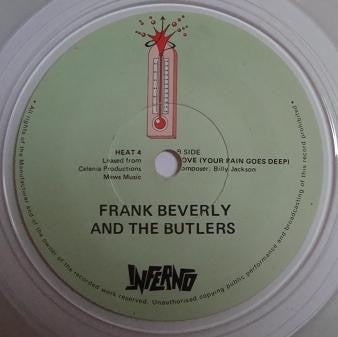 HEAT 4
Leased from
Celenia Productions
Mews Music
B SIDE
OVE (YOUR PAIN GOES DEEP)
omposer: Billy Jackson
FRANK BEVERLY
AND THE BUTLERS
INFERNO
• All rights of the Manufacturer and of the owner of the recorded work reserved. Unauthorised copying public performance and broadcasting of this record prohibited •